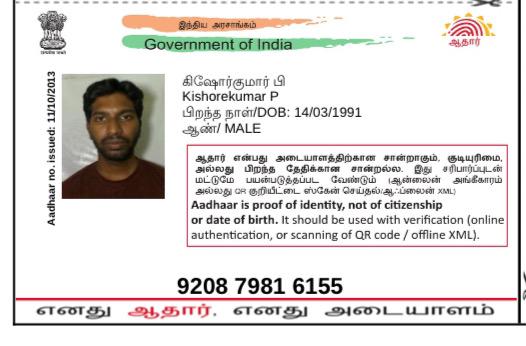 இந்திய அரசாங்கம்
Government of India
ஆதார்
Aadhaar no. issued: 11/10/2013
கிஷோர்குமார் பி
Kishorekumar P
பிறந்த நாள்/DOB: 14/03/1991
ஆண்/ MALE
ஆதார் என்பது அடையாளத்திற்கான சான்றாகும், குடியுரிமை,
அல்லது பிறந்த தேதிக்கான சான்றல்ல. இது சரிபார்ப்புடன்
மட்டுமே பயன்படுத்தப்பட வேண்டும் (ஆன்லைன் அங்கீகாரம்
அல்லது QR குறியீட்டை ஸ்கேன் செய்தல்/ஆஃப்லைன் XML)
Aadhaar is proof of identity, not of citizenship
or date of birth. It should be used with verification (online
authentication, or scanning of QR code / offline XML).
9208 7981 6155
எனது ஆதார், எனது அடையாளம்